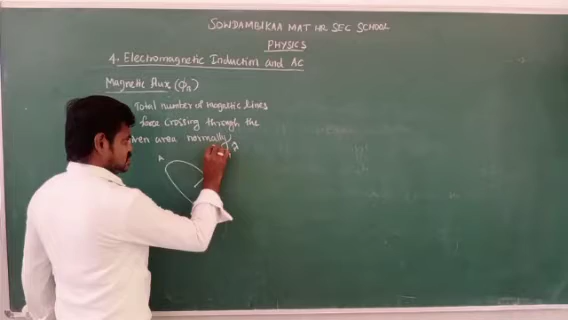 SOWDAMBIKAA MAT HR SEC SCHOOL
PHYSICS
4. Electromagnetic Induction and AC
Magnetic flux (ΦB)
Total number of magnetic lines
force crossing through the
area normally
A